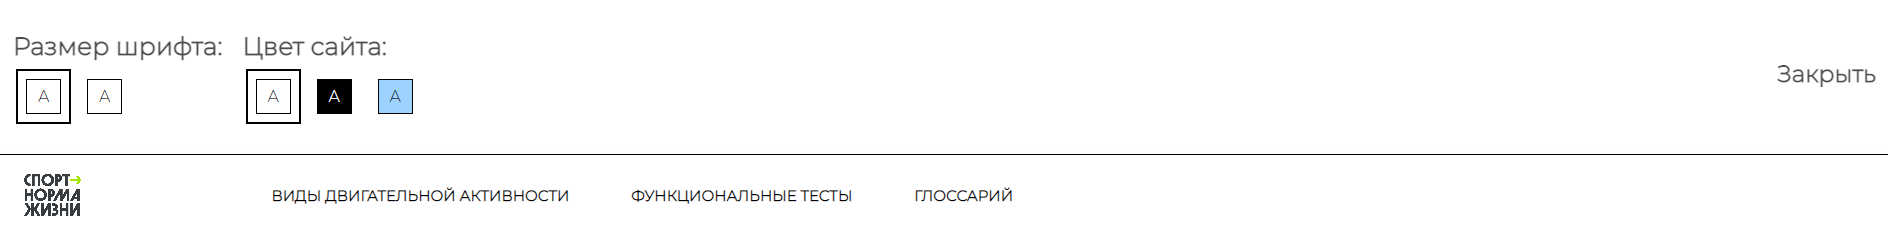 Размер шрифта: Цвет сайта:
A A A A A
Закрыть
СПОРТ
НОРМА
ЖИЗНИ
ВИДЫ ДВИГАТЕЛЬНОЙ АКТИВНОСТИ ФУНКЦИОНАЛЬНЫЕ ТЕСТЫ ГЛОССАРИЙ